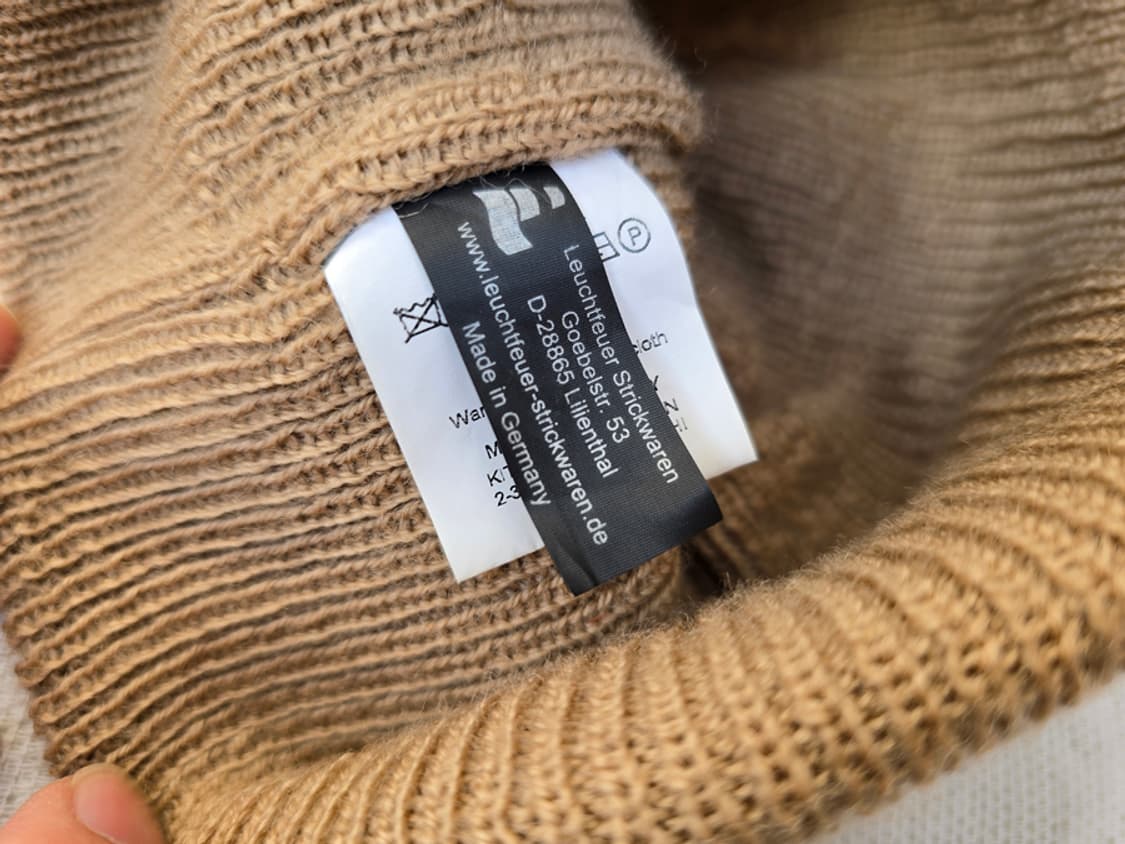 Leuchtfeuer Strickwaren
Goebelstr. 53
D-28865 Lilienthal
www.leuchtfeuer-strickwaren.de
Made in Germany
P